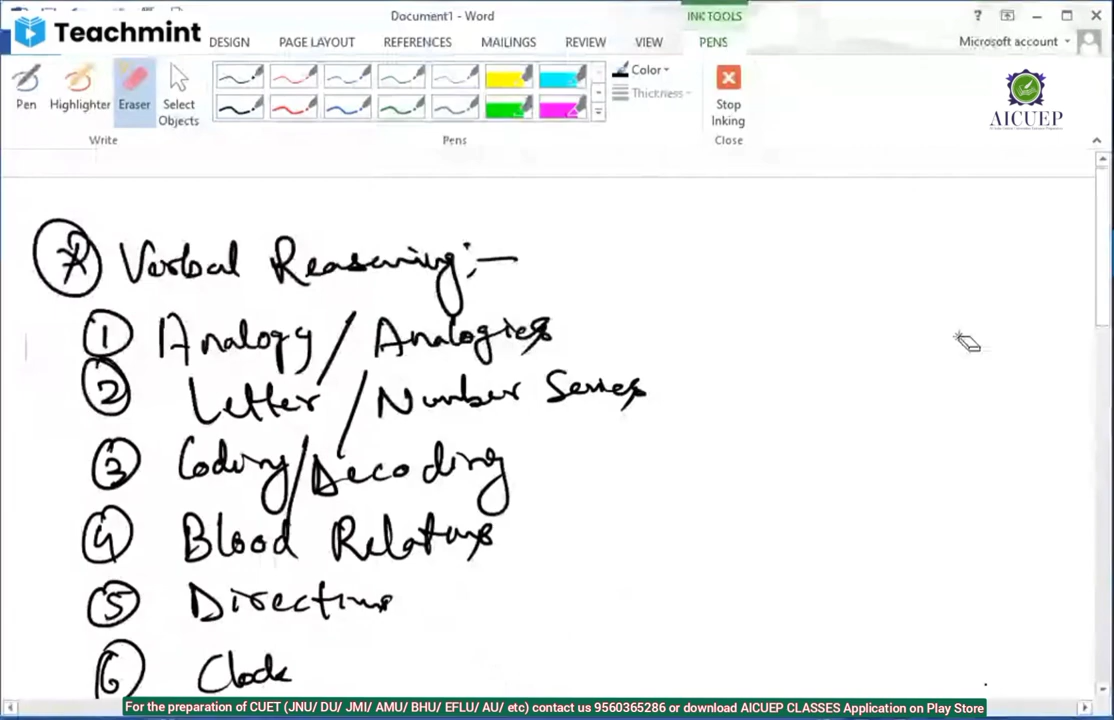 Document1 - Word
INK TOOLS
Teachmint
DESIGN PAGE LAYOUT REFERENCES MAILINGS REVIEW VIEW PENS
Microsoft account
Pen Highlighter Eraser Select Objects
Color
Thickness
Stop Inking
Write Pens Close
AICUEP
Verbal Reasoning:-
1 Analogy / Analogies
2 Letter / Number Series
3 Coding / Decoding
4 Blood Relations
5 Directions
6 Clock
For the preparation of CUET (JNU/ DU/ JMI/ AMU/ BHU/ EFLU/ AU/ etc) contact us 9560365286 or download AICUEP CLASSES Application on Play Store